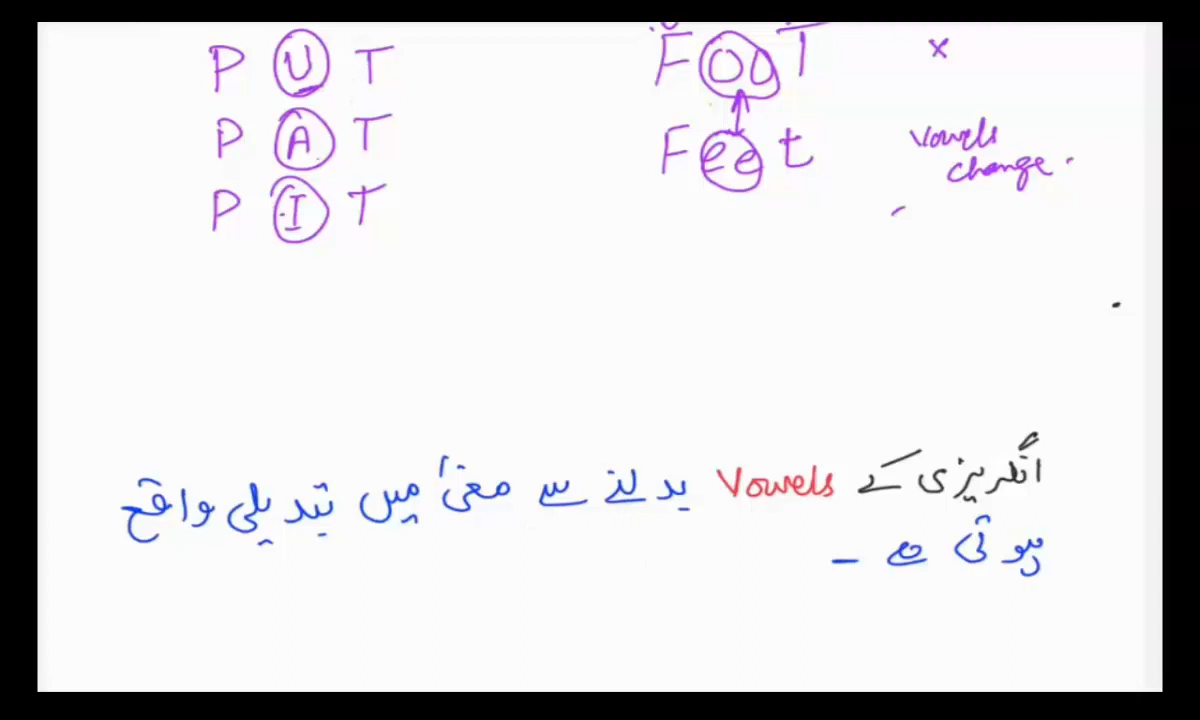 P U T FOOT x
P A T Feet vowels
change.
P I T
انگریزی کے Vowels بدلنے سے معنیٰ میں تبدیلی واقع
ہوتی ہے ۔